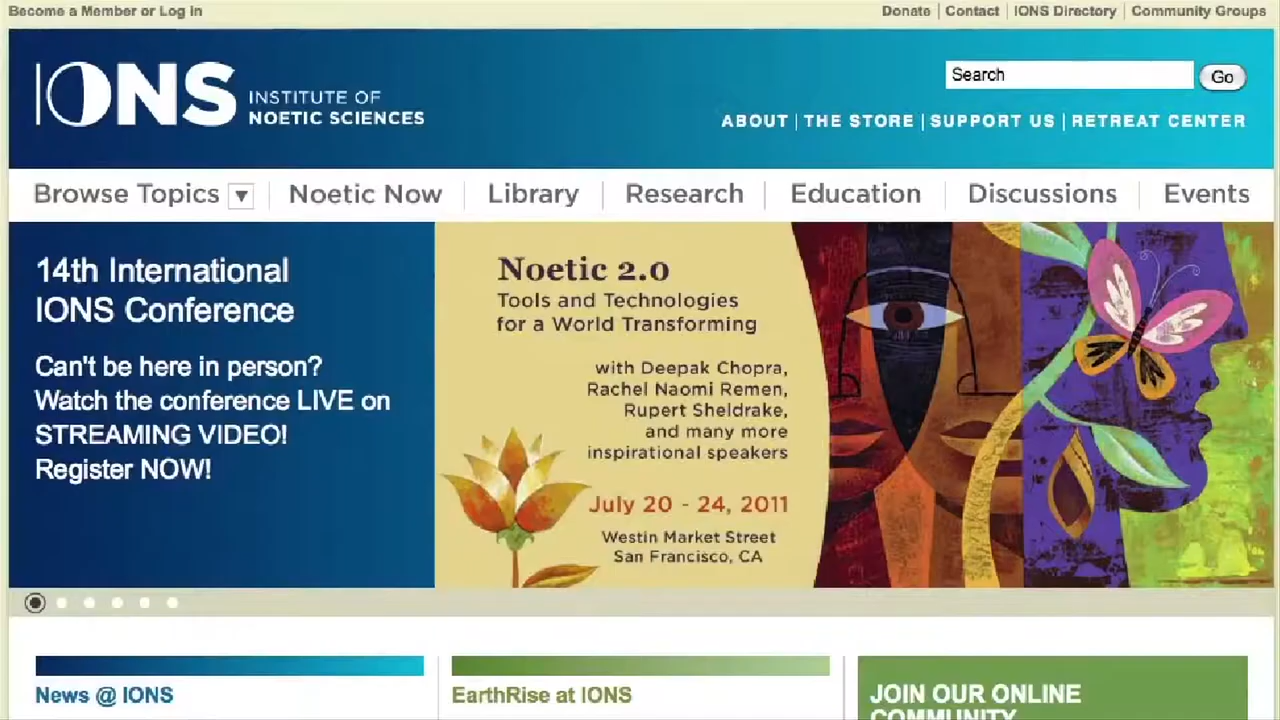 Become a Member or Log in
Donate | Contact | IONS Directory | Community Groups
IONS INSTITUTE OF
NOETIC SCIENCES
Search
Go
ABOUT | THE STORE | SUPPORT US | RETREAT CENTER
Browse Topics | Noetic Now | Library | Research | Education | Discussions | Events
14th International
IONS Conference
Can't be here in person?
Watch the conference LIVE on
STREAMING VIDEO!
Register NOW!
Noetic 2.0
Tools and Technologies
for a World Transforming
with Deepak Chopra,
Rachel Naomi Remen,
Rupert Sheldrake,
and many more
inspirational speakers
July 20 - 24, 2011
Westin Market Street
San Francisco, CA
News @ IONS
EarthRise at IONS
JOIN OUR ONLINE
COMMUNITY